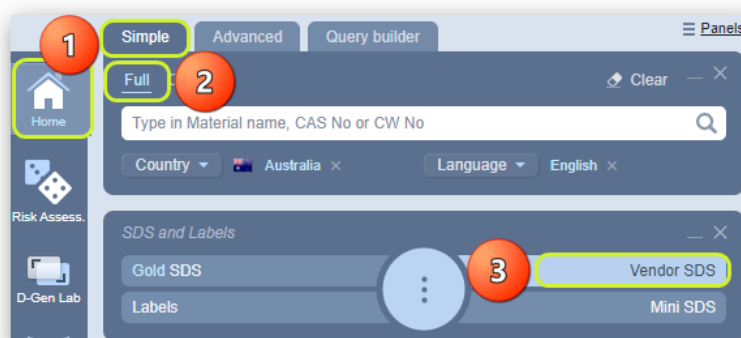 1
Simple
Advanced
Query builder
Panels
Home
Full
2
Clear
Type in Material name, CAS No or CW No
Country
Australia
Language
English
Risk Assess.
SDS and Labels
Gold SDS
3
Vendor SDS
D-Gen Lab
Labels
Mini SDS